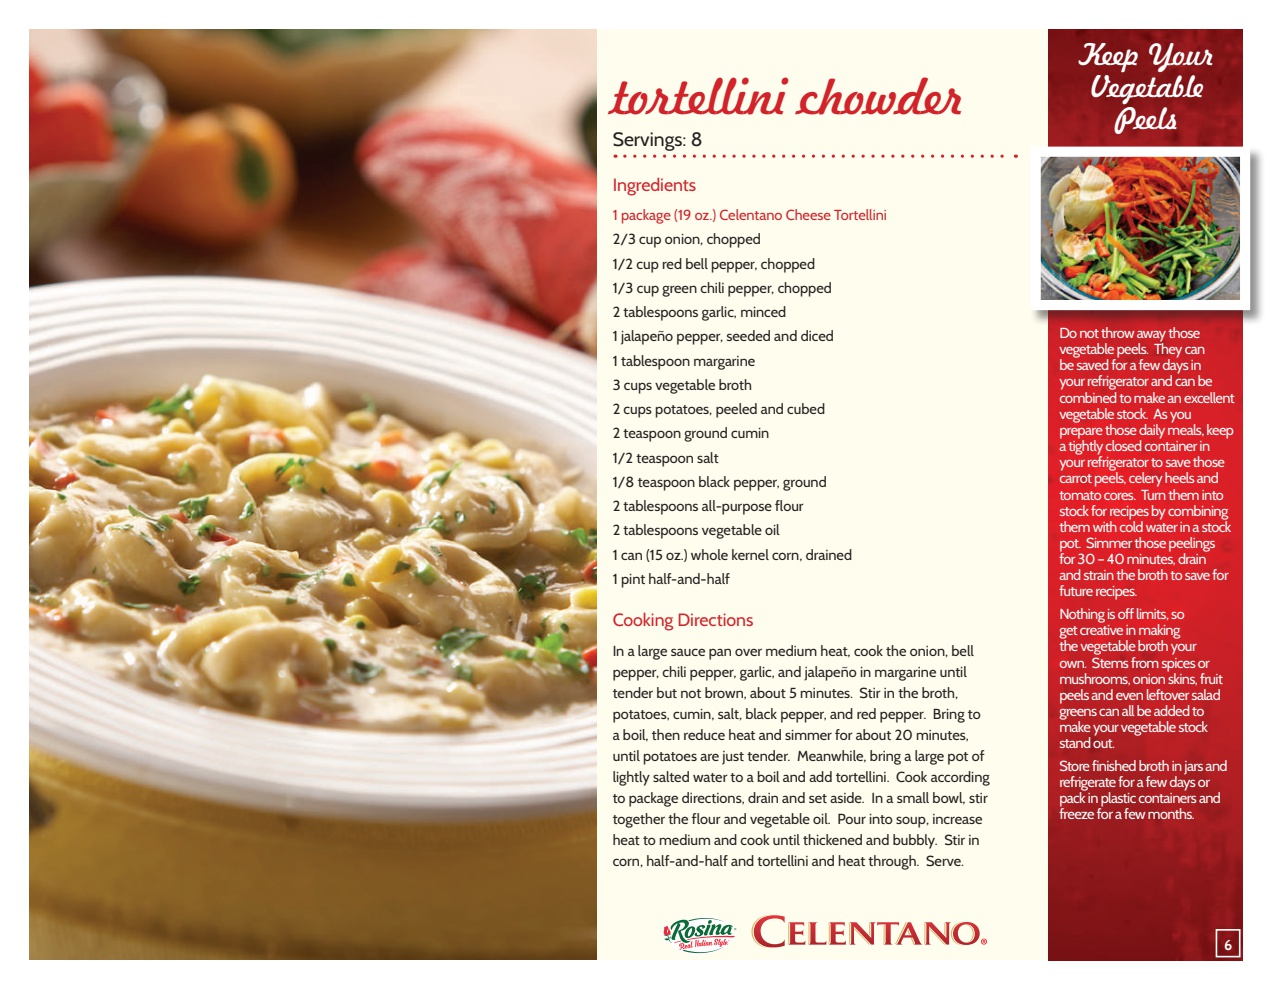 tortellini chowder
Servings: 8
Ingredients
1 package (19 oz.) Celentano Cheese Tortellini
2/3 cup onion, chopped
1/2 cup red bell pepper, chopped
1/3 cup green chili pepper, chopped
2 tablespoons garlic, minced
1 jalapeño pepper, seeded and diced
1 tablespoon margarine
3 cups vegetable broth
2 cups potatoes, peeled and cubed
2 teaspoon ground cumin
1/2 teaspoon salt
1/8 teaspoon black pepper, ground
2 tablespoons all-purpose flour
2 tablespoons vegetable oil
1 can (15 oz.) whole kernel corn, drained
1 pint half-and-half
Cooking Directions
In a large sauce pan over medium heat, cook the onion, bell
pepper, chili pepper, garlic, and jalapeño in margarine until
tender but not brown, about 5 minutes. Stir in the broth,
potatoes, cumin, salt, black pepper, and red pepper. Bring to
a boil, then reduce heat and simmer for about 20 minutes,
until potatoes are just tender. Meanwhile, bring a large pot of
lightly salted water to a boil and add tortellini. Cook according
to package directions, drain and set aside. In a small bowl, stir
together the flour and vegetable oil. Pour into soup, increase
heat to medium and cook until thickened and bubbly. Stir in
corn, half-and-half and tortellini and heat through. Serve.
Rosina
Real Italian Style.
CELENTANO®
Keep Your
Vegetable
Peels
Do not throw away those
vegetable peels. They can
be saved for a few days in
your refrigerator and can be
combined to make an excellent
vegetable stock. As you
prepare those daily meals, keep
a tightly closed container in
your refrigerator to save those
carrot peels, celery heels and
tomato cores. Turn them into
stock for recipes by combining
them with cold water in a stock
pot. Simmer those peelings
for 30 – 40 minutes, drain
and strain the broth to save for
future recipes.
Nothing is off limits, so
get creative in making
the vegetable broth your
own. Stems from spices or
mushrooms, onion skins, fruit
peels and even leftover salad
greens can all be added to
make your vegetable stock
stand out.
Store finished broth in jars and
refrigerate for a few days or
pack in plastic containers and
freeze for a few months.
6